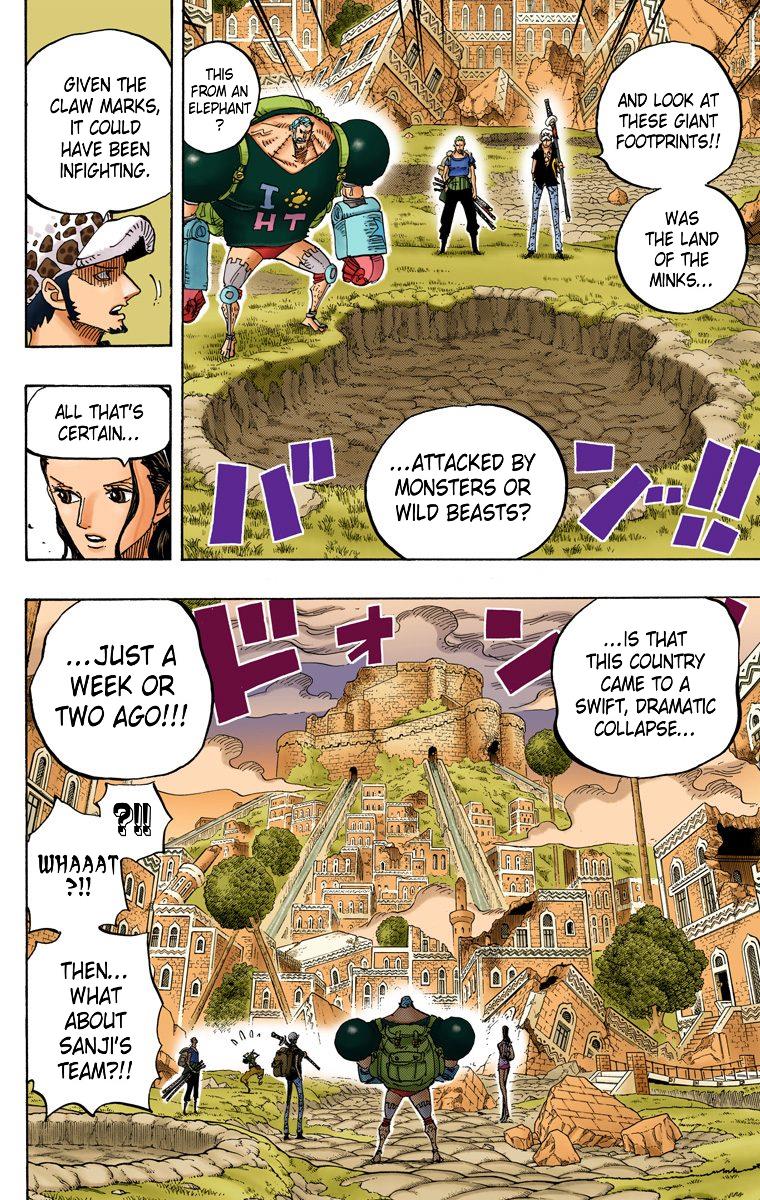 AND LOOK AT
THESE GIANT
FOOTPRINTS!!
WAS
THE LAND
OF THE
MINKS...
THIS
FROM AN
ELEPHANT
?
I
HT
...ATTACKED BY
MONSTERS OR
WILD BEASTS?
バン!!
GIVEN THE
CLAW MARKS,
IT COULD
HAVE BEEN
INFIGHTING.
ALL THAT'S
CERTAIN...
...IS THAT
THIS COUNTRY
CAME TO A
SWIFT, DRAMATIC
COLLAPSE...
ドォン
...JUST A
WEEK OR
TWO AGO!!!
?!!
WHAAAT
?!!
THEN...
WHAT
ABOUT
SANJI'S
TEAM?!!